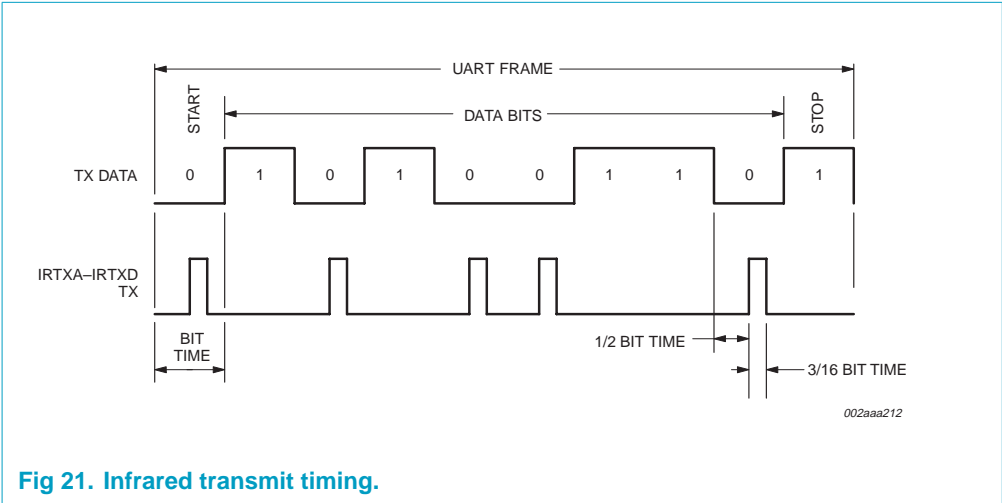 UART FRAME
START
DATA BITS
STOP
TX DATA
0 1 0 1 0 0 1 1 0 1
IRTXA–IRTXD
TX
BIT
TIME
1/2 BIT TIME
3/16 BIT TIME
002aaa212
Fig 21. Infrared transmit timing.